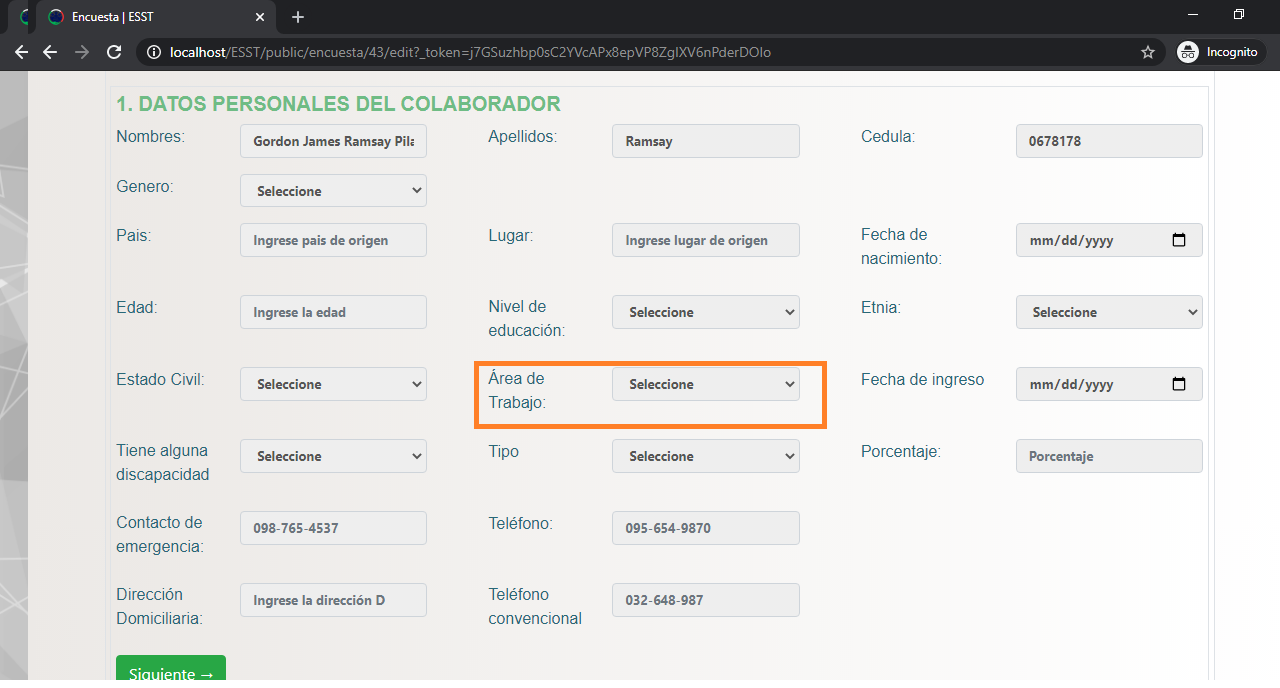 Encuesta | ESST
localhost/ESST/public/encuesta/43/edit?_token=j7GSuzhbp0sC2YVcAPx8epVP8ZgIXV6nPderDOIo
Incognito
1. DATOS PERSONALES DEL COLABORADOR
Nombres: Gordon James Ramsay Pila Apellidos: Ramsay Cedula: 0678178
Genero: Seleccione
Pais: Ingrese pais de origen Lugar: Ingrese lugar de origen Fecha de nacimiento: mm/dd/yyyy
Edad: Ingrese la edad Nivel de educación: Seleccione Etnia: Seleccione
Estado Civil: Seleccione Área de Trabajo: Seleccione Fecha de ingreso mm/dd/yyyy
Tiene alguna discapacidad Seleccione Tipo Seleccione Porcentaje: Porcentaje
Contacto de emergencia: 098-765-4537 Teléfono: 095-654-9870
Dirección Domiciliaria: Ingrese la dirección D Teléfono convencional 032-648-987
Siguiente →